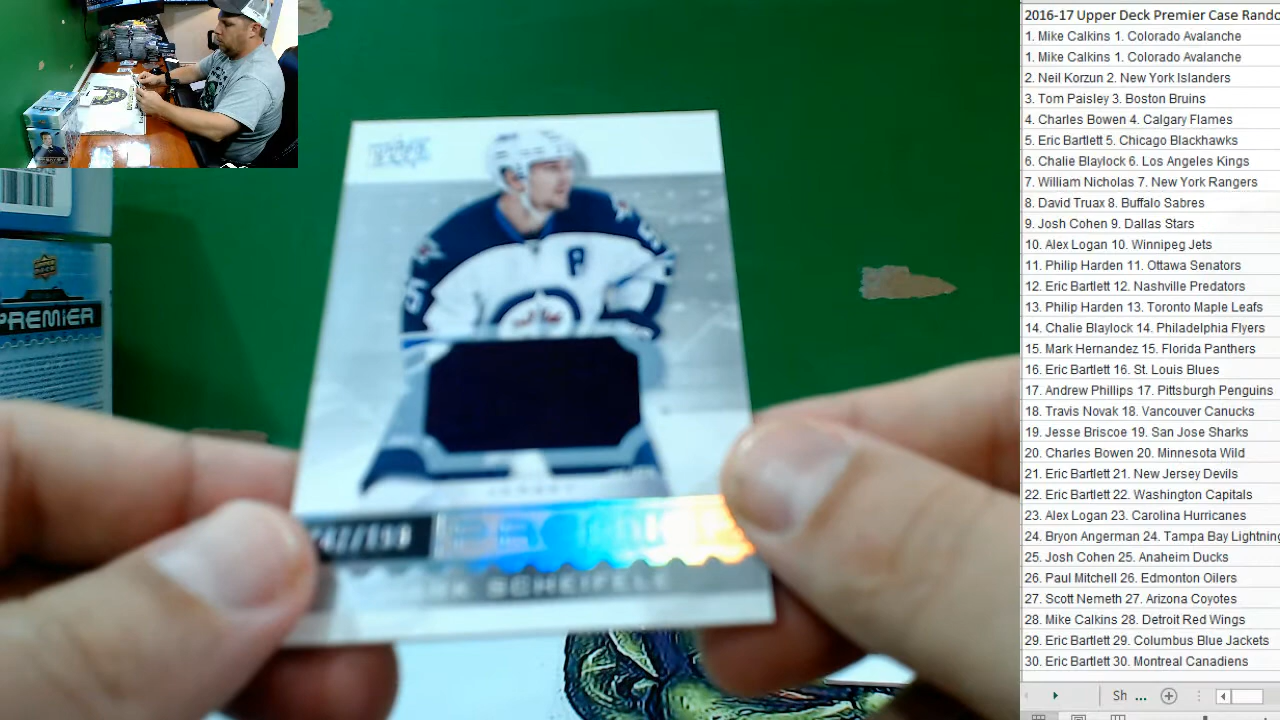 2016-17 Upper Deck Premier Case Rando
1. Mike Calkins 1. Colorado Avalanche
1. Mike Calkins 1. Colorado Avalanche
2. Neil Korzun 2. New York Islanders
3. Tom Paisley 3. Boston Bruins
4. Charles Bowen 4. Calgary Flames
5. Eric Bartlett 5. Chicago Blackhawks
6. Chalie Blaylock 6. Los Angeles Kings
7. William Nicholas 7. New York Rangers
8. David Truax 8. Buffalo Sabres
9. Josh Cohen 9. Dallas Stars
10. Alex Logan 10. Winnipeg Jets
11. Philip Harden 11. Ottawa Senators
12. Eric Bartlett 12. Nashville Predators
13. Philip Harden 13. Toronto Maple Leafs
14. Chalie Blaylock 14. Philadelphia Flyers
15. Mark Hernandez 15. Florida Panthers
16. Eric Bartlett 16. St. Louis Blues
17. Andrew Phillips 17. Pittsburgh Penguins
18. Travis Novak 18. Vancouver Canucks
19. Jesse Briscoe 19. San Jose Sharks
20. Charles Bowen 20. Minnesota Wild
21. Eric Bartlett 21. New Jersey Devils
22. Eric Bartlett 22. Washington Capitals
23. Alex Logan 23. Carolina Hurricanes
24. Bryon Angerman 24. Tampa Bay Lightning
25. Josh Cohen 25. Anaheim Ducks
26. Paul Mitchell 26. Edmonton Oilers
27. Scott Nemeth 27. Arizona Coyotes
28. Mike Calkins 28. Detroit Red Wings
29. Eric Bartlett 29. Columbus Blue Jackets
30. Eric Bartlett 30. Montreal Canadiens
Sh ...
UPPER DECK
PREMIER
A
JERSEY
SCHEIFELE